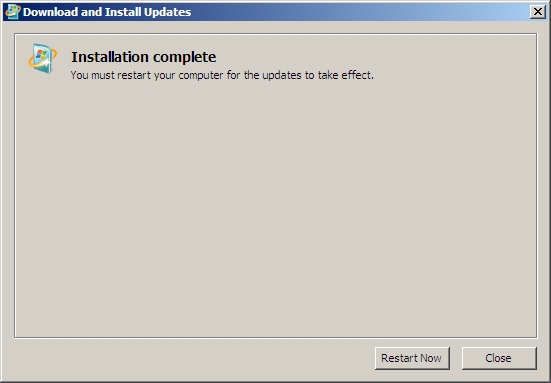 Download and Install Updates
Installation complete
You must restart your computer for the updates to take effect.
Restart Now
Close